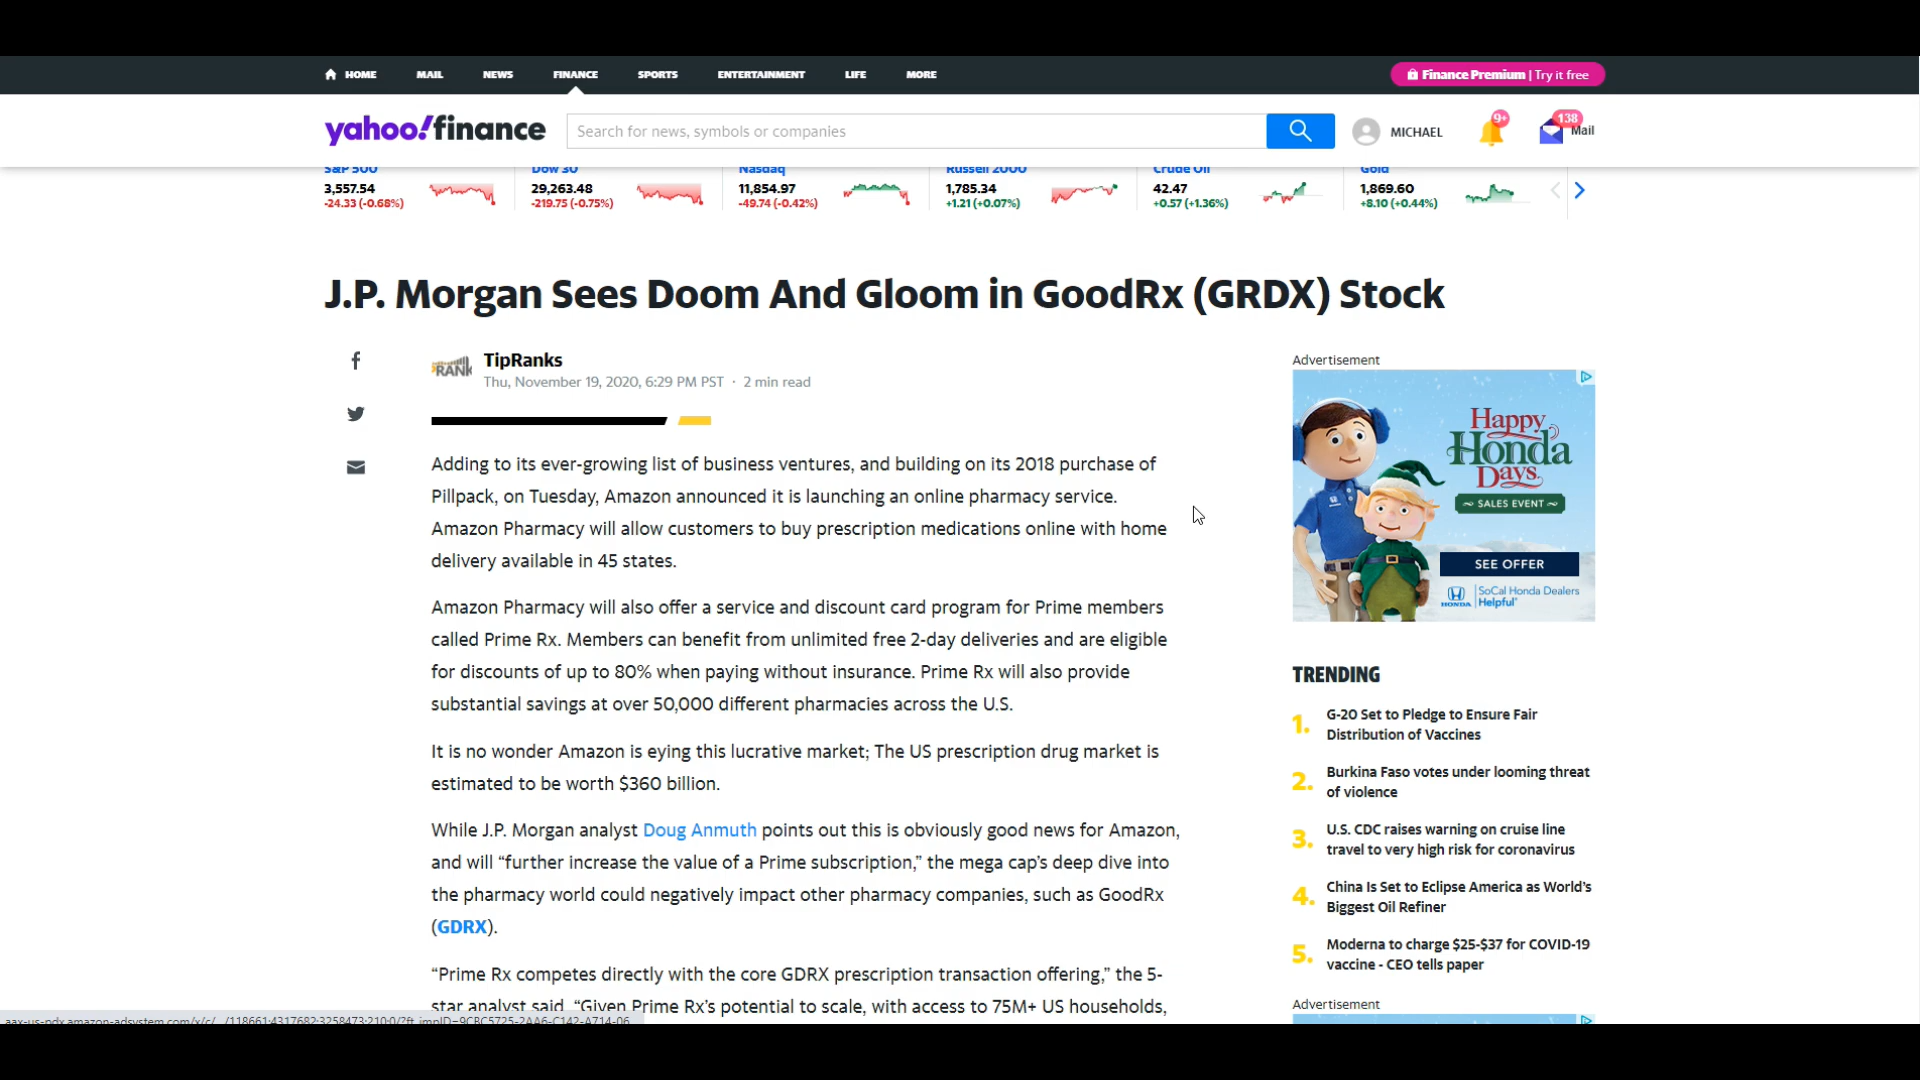 HOME MAIL NEWS FINANCE SPORTS ENTERTAINMENT LIFE MORE Finance Premium | Try it free
yahoo!finance Search for news, symbols or companies MICHAEL 9+ 138 Mail
S&P 500 Dow 30 Nasdaq Russell 2000 Crude Oil Gold
3,557.54 29,263.48 11,854.97 1,785.34 42.47 1,869.60
-24.33 (-0.68%) -219.75 (-0.75%) -49.74 (-0.42%) +1.21 (+0.07%) +0.57 (+1.36%) +8.10 (+0.44%)
J.P. Morgan Sees Doom And Gloom in GoodRx (GRDX) Stock
RANK
TipRanks
Thu, November 19, 2020, 6:29 PM PST · 2 min read
Adding to its ever-growing list of business ventures, and building on its 2018 purchase of
Pillpack, on Tuesday, Amazon announced it is launching an online pharmacy service.
Amazon Pharmacy will allow customers to buy prescription medications online with home
delivery available in 45 states.
Amazon Pharmacy will also offer a service and discount card program for Prime members
called Prime Rx. Members can benefit from unlimited free 2-day deliveries and are eligible
for discounts of up to 80% when paying without insurance. Prime Rx will also provide
substantial savings at over 50,000 different pharmacies across the U.S.
It is no wonder Amazon is eying this lucrative market; The US prescription drug market is
estimated to be worth $360 billion.
While J.P. Morgan analyst Doug Anmuth points out this is obviously good news for Amazon,
and will “further increase the value of a Prime subscription,” the mega cap’s deep dive into
the pharmacy world could negatively impact other pharmacy companies, such as GoodRx
(GDRX).
“Prime Rx competes directly with the core GDRX prescription transaction offering,” the 5-
star analyst said. “Given Prime Rx’s potential to scale, with access to 75M+ US households,
Advertisement
Happy
Honda
Days.
SALES EVENT
SEE OFFER
HONDA
SoCal Honda Dealers
Helpful
TRENDING
1. G-20 Set to Pledge to Ensure Fair
Distribution of Vaccines
2. Burkina Faso votes under looming threat
of violence
3. U.S. CDC raises warning on cruise line
travel to very high risk for coronavirus
4. China Is Set to Eclipse America as World’s
Biggest Oil Refiner
5. Moderna to charge $25-$37 for COVID-19
vaccine - CEO tells paper
Advertisement